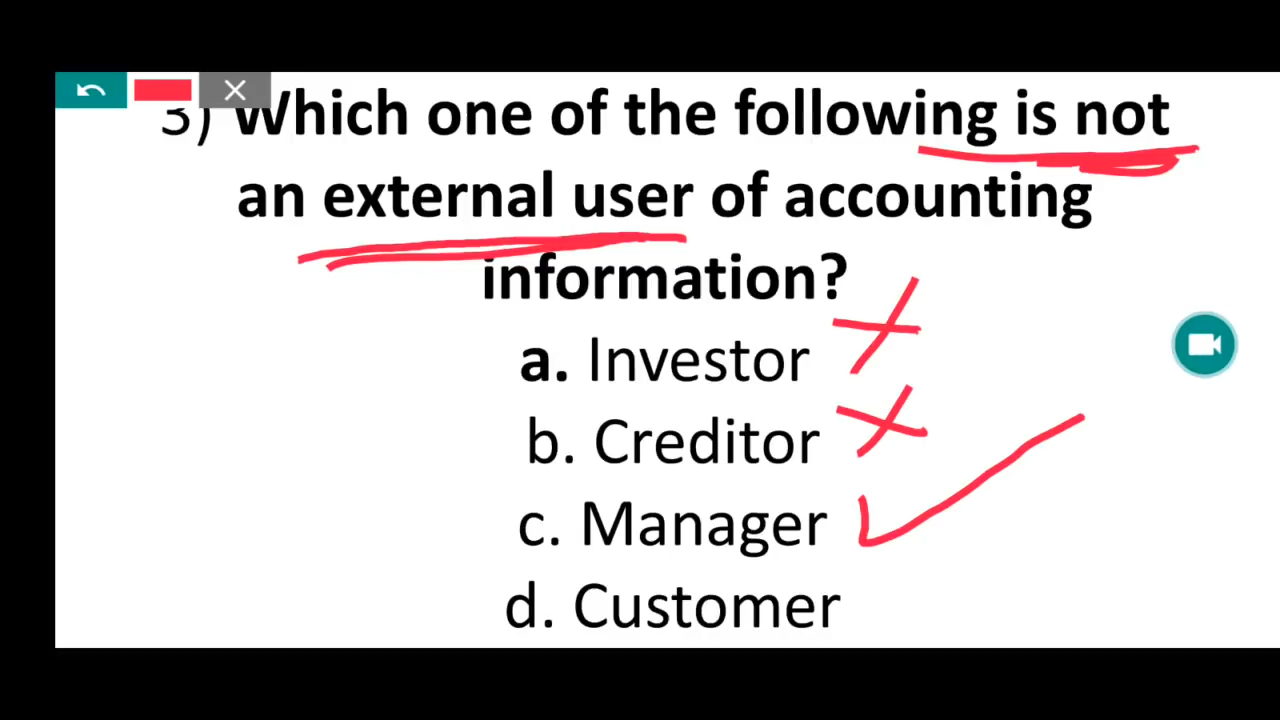 3) Which one of the following is not
an external user of accounting
information?
a. Investor
b. Creditor
c. Manager
d. Customer